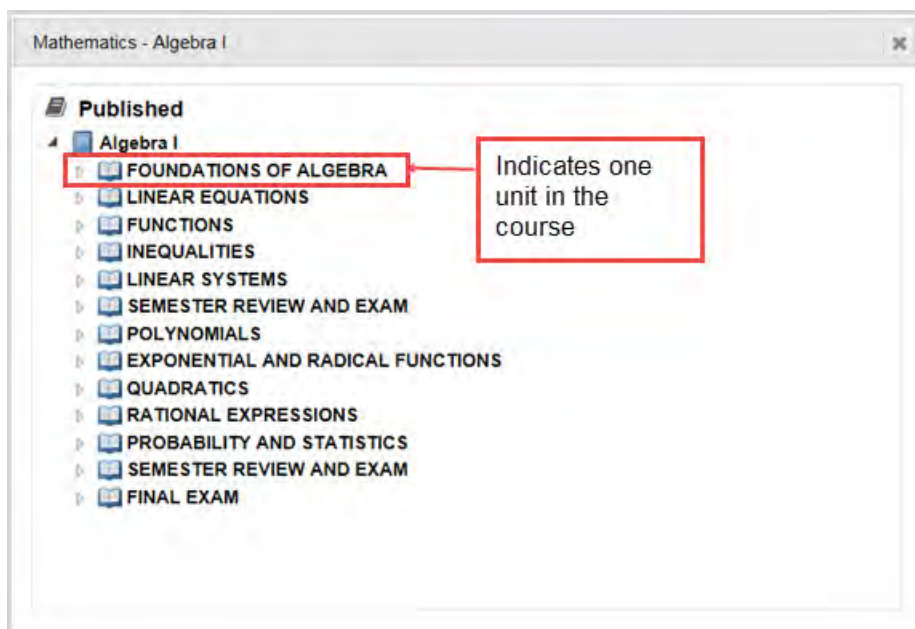 Mathematics - Algebra I
Published
Algebra I
FOUNDATIONS OF ALGEBRA
Indicates one
unit in the
course
LINEAR EQUATIONS
FUNCTIONS
INEQUALITIES
LINEAR SYSTEMS
SEMESTER REVIEW AND EXAM
POLYNOMIALS
EXPONENTIAL AND RADICAL FUNCTIONS
QUADRATICS
RATIONAL EXPRESSIONS
PROBABILITY AND STATISTICS
SEMESTER REVIEW AND EXAM
FINAL EXAM